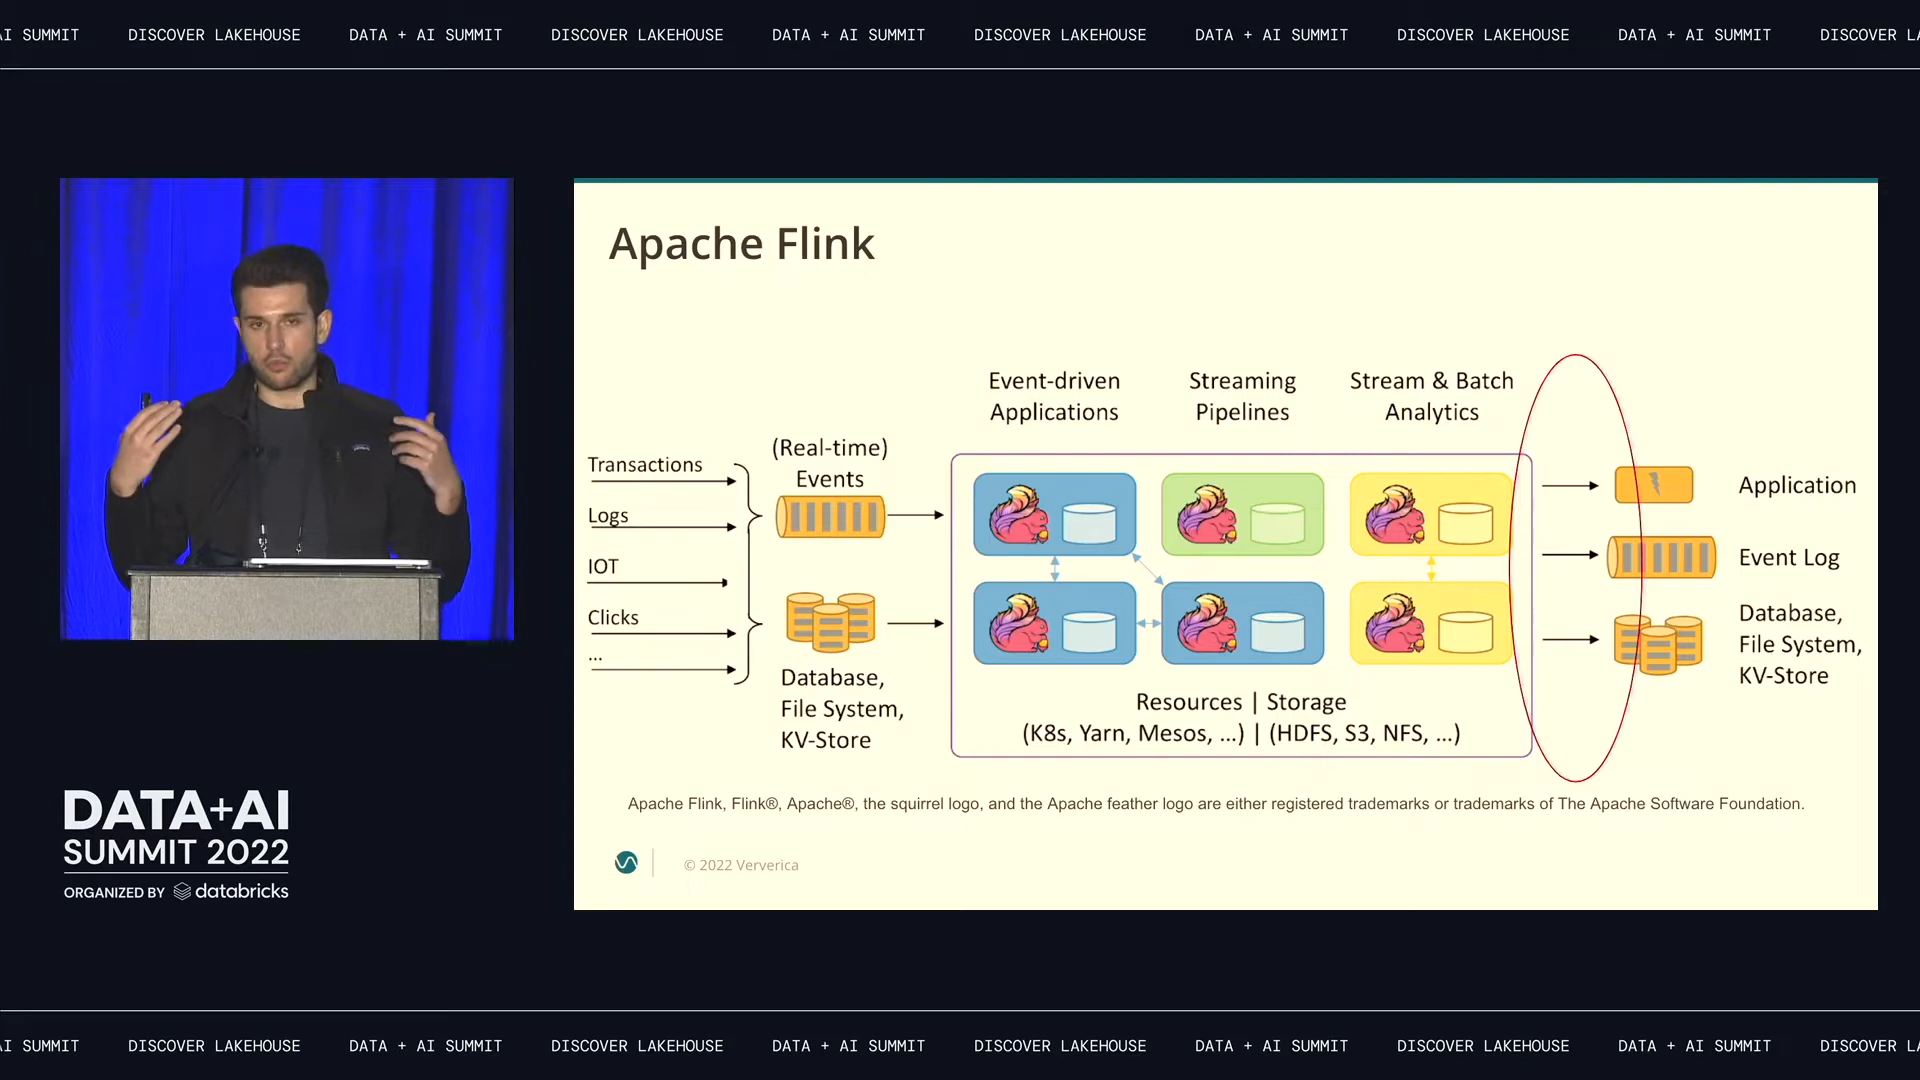 AI SUMMIT DISCOVER LAKEHOUSE DATA + AI SUMMIT DISCOVER LAKEHOUSE DATA + AI SUMMIT DISCOVER LAKEHOUSE DATA + AI SUMMIT DISCOVER LAKEHOUSE DATA + AI SUMMIT DISCOVER
Apache Flink
Event-driven
Applications
Streaming
Pipelines
Stream & Batch
Analytics
(Real-time)
Events
Transactions
Logs
IOT
Clicks
...
Database,
File System,
KV-Store
Resources | Storage
(K8s, Yarn, Mesos, ...) | (HDFS, S3, NFS, ...)
Application
Event Log
Database,
File System,
KV-Store
Apache Flink, Flink®, Apache®, the squirrel logo, and the Apache feather logo are either registered trademarks or trademarks of The Apache Software Foundation.
© 2022 Ververica
DATA+AI
SUMMIT 2022
ORGANIZED BY databricks
AI SUMMIT DISCOVER LAKEHOUSE DATA + AI SUMMIT DISCOVER LAKEHOUSE DATA + AI SUMMIT DISCOVER LAKEHOUSE DATA + AI SUMMIT DISCOVER LAKEHOUSE DATA + AI SUMMIT DISCOVER